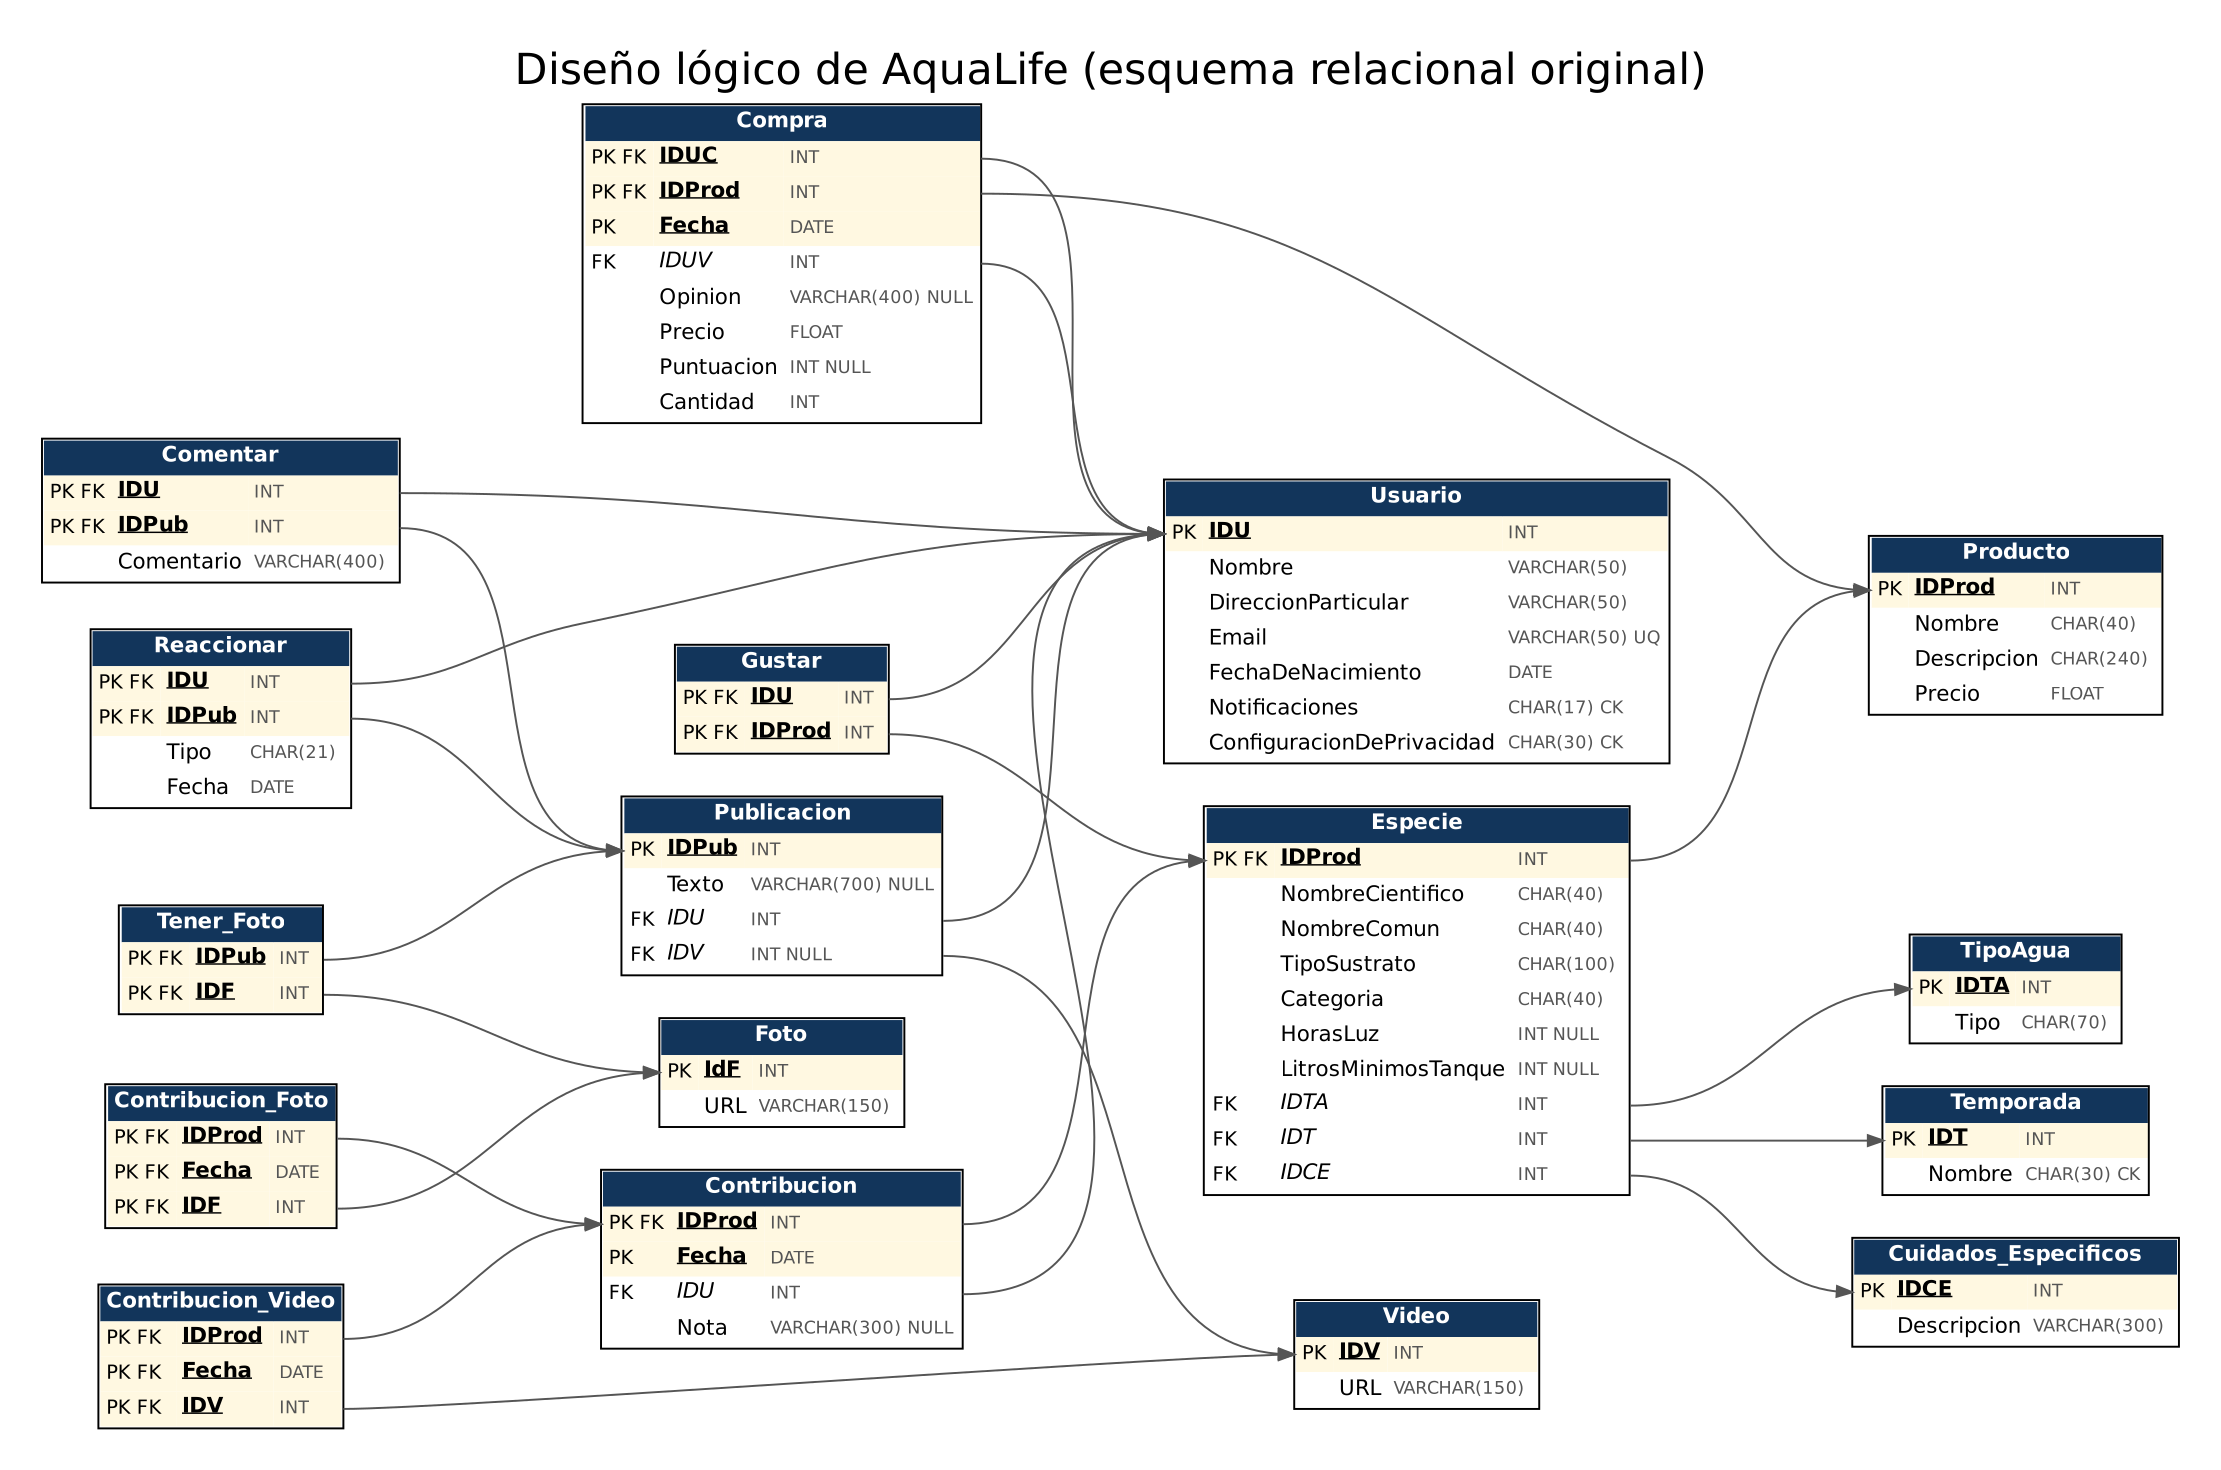 Diseño lógico de AquaLife (esquema relacional original)
Compra
PK FK IDUC INT
PK FK IDProd INT
PK Fecha DATE
FK IDUV INT
Opinion VARCHAR(400) NULL
Precio FLOAT
Puntuacion INT NULL
Cantidad INT
Comentar
PK FK IDU INT
PK FK IDPub INT
Comentario VARCHAR(400)
Reaccionar
PK FK IDU INT
PK FK IDPub INT
Tipo CHAR(21)
Fecha DATE
Tener_Foto
PK FK IDPub INT
PK FK IDF INT
Contribucion_Foto
PK FK IDProd INT
PK FK Fecha DATE
PK FK IDF INT
Contribucion_Video
PK FK IDProd INT
PK FK Fecha DATE
PK FK IDV INT
Gustar
PK FK IDU INT
PK FK IDProd INT
Publicacion
PK IDPub INT
Texto VARCHAR(700) NULL
FK IDU INT
FK IDV INT NULL
Foto
PK IdF INT
URL VARCHAR(150)
Contribucion
PK FK IDProd INT
PK Fecha DATE
FK IDU INT
Nota VARCHAR(300) NULL
Usuario
PK IDU INT
Nombre VARCHAR(50)
DireccionParticular VARCHAR(50)
Email VARCHAR(50) UQ
FechaDeNacimiento DATE
Notificaciones CHAR(17) CK
ConfiguracionDePrivacidad CHAR(30) CK
Especie
PK FK IDProd INT
NombreCientifico CHAR(40)
NombreComun CHAR(40)
TipoSustrato CHAR(100)
Categoria CHAR(40)
HorasLuz INT NULL
LitrosMinimosTanque INT NULL
FK IDTA INT
FK IDT INT
FK IDCE INT
Video
PK IDV INT
URL VARCHAR(150)
Producto
PK IDProd INT
Nombre CHAR(40)
Descripcion CHAR(240)
Precio FLOAT
TipoAgua
PK IDTA INT
Tipo CHAR(70)
Temporada
PK IDT INT
Nombre CHAR(30) CK
Cuidados_Especificos
PK IDCE INT
Descripcion VARCHAR(300)